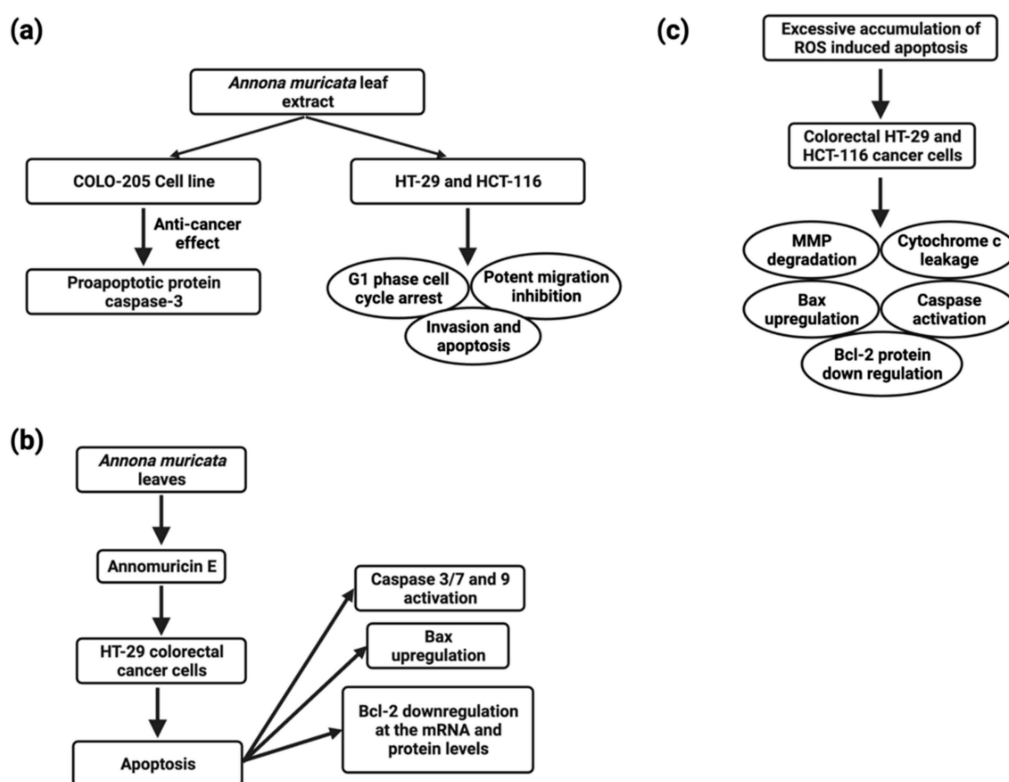 (a)
Annona muricata leaf
extract
COLO-205 Cell line
HT-29 and HCT-116
Anti-cancer
effect
Proapoptotic protein
caspase-3
G1 phase cell
cycle arrest
Potent migration
inhibition
Invasion and
apoptosis
(b)
Annona muricata
leaves
Annomuricin E
HT-29 colorectal
cancer cells
Apoptosis
Caspase 3/7 and 9
activation
Bax
upregulation
Bcl-2 downregulation
at the mRNA and
protein levels
(c)
Excessive accumulation of
ROS induced apoptosis
Colorectal HT-29 and
HCT-116 cancer cells
MMP
degradation
Cytochrome c
leakage
Bax
upregulation
Caspase
activation
Bcl-2 protein
down regulation